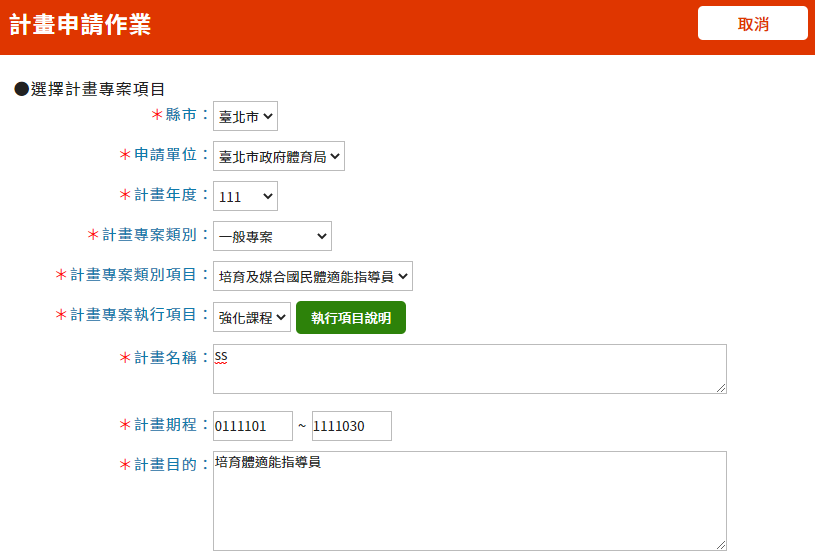 計畫申請作業
取消
●選擇計畫專案項目
＊縣市：臺北市
＊申請單位：臺北市政府體育局
＊計畫年度：111
＊計畫專案類別：一般專案
＊計畫專案類別項目：培育及媒合國民體適能指導員
＊計畫專案執行項目：強化課程 執行項目說明
＊計畫名稱：ss
＊計畫期程：0111101 ~ 1111030
＊計畫目的：培育體適能指導員